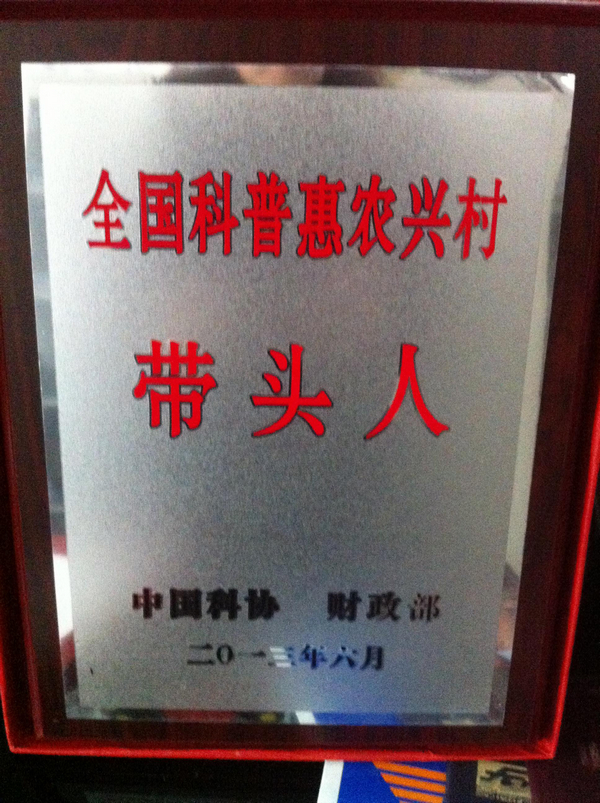 全国科普惠农兴村
带头人
中国科协 财政部
二0一三年六月